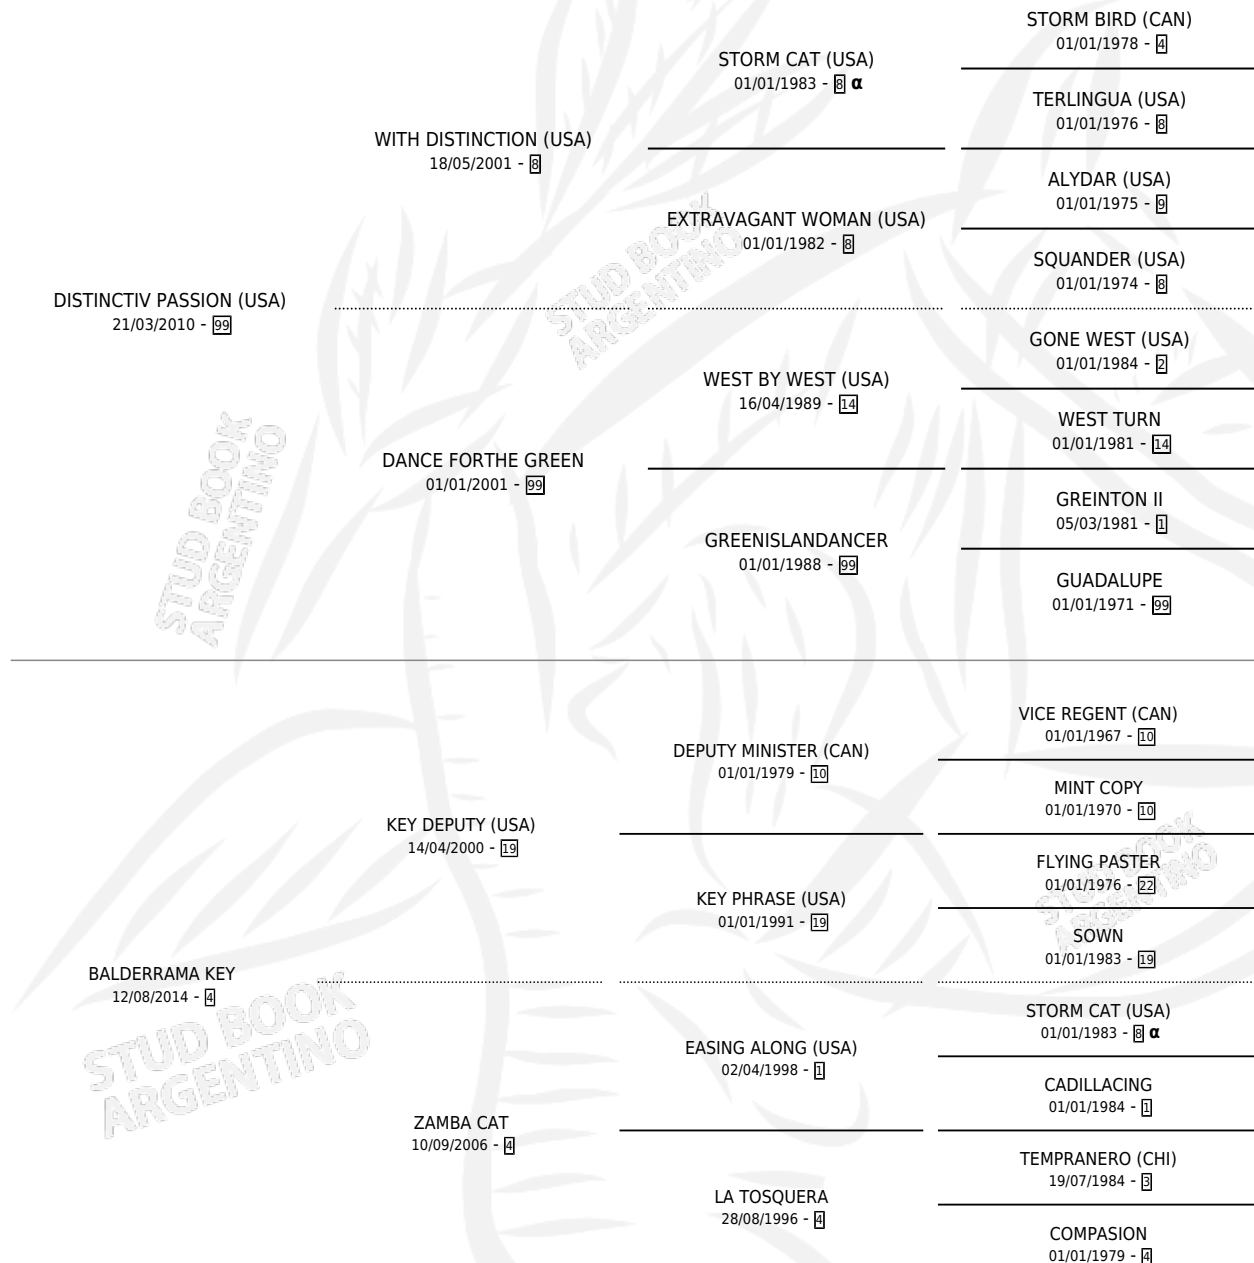 STORM BIRD (CAN)
01/01/1978 - 4
STORM CAT (USA)
01/01/1983 - 8 α
TERLINGUA (USA)
01/01/1976 - 8
WITH DISTINCTION (USA)
18/05/2001 - 8
ALYDAR (USA)
01/01/1975 - 9
EXTRAVAGANT WOMAN (USA)
01/01/1982 - 8
SQUANDER (USA)
01/01/1974 - 8
DISTINCTIV PASSION (USA)
21/03/2010 - 99
GONE WEST (USA)
01/01/1984 - 2
WEST BY WEST (USA)
16/04/1989 - 14
WEST TURN
01/01/1981 - 14
DANCE FORTHE GREEN
01/01/2001 - 99
GREINTON II
05/03/1981 - 1
GREENISLANDANCER
01/01/1988 - 99
GUADALUPE
01/01/1971 - 99
VICE REGENT (CAN)
01/01/1967 - 10
DEPUTY MINISTER (CAN)
01/01/1979 - 10
MINT COPY
01/01/1970 - 10
KEY DEPUTY (USA)
14/04/2000 - 19
FLYING PASTER
01/01/1976 - 22
KEY PHRASE (USA)
01/01/1991 - 19
SOWN
01/01/1983 - 19
BALDERRAMA KEY
12/08/2014 - 4
STORM CAT (USA)
01/01/1983 - 8 α
EASING ALONG (USA)
02/04/1998 - 1
CADILLACING
01/01/1984 - 1
ZAMBA CAT
10/09/2006 - 4
TEMPRANERO (CHI)
19/07/1984 - 3
LA TOSQUERA
28/08/1996 - 4
COMPASION
01/01/1979 - 4
STUD BOOK
ARGENTINO
STUD BOOK
ARGENTINO
STUD BOOK
ARGENTINO
STUD BOOK
ARGENTINO